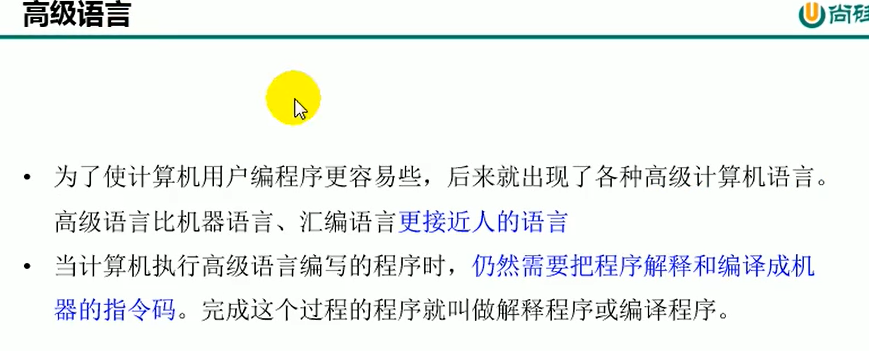 高级语言
尚硅
• 为了使计算机用户编程序更容易些，后来就出现了各种高级计算机语言。
高级语言比机器语言、汇编语言更接近人的语言
• 当计算机执行高级语言编写的程序时，仍然需要把程序解释和编译成机
器的指令码。完成这个过程的程序就叫做解释程序或编译程序。